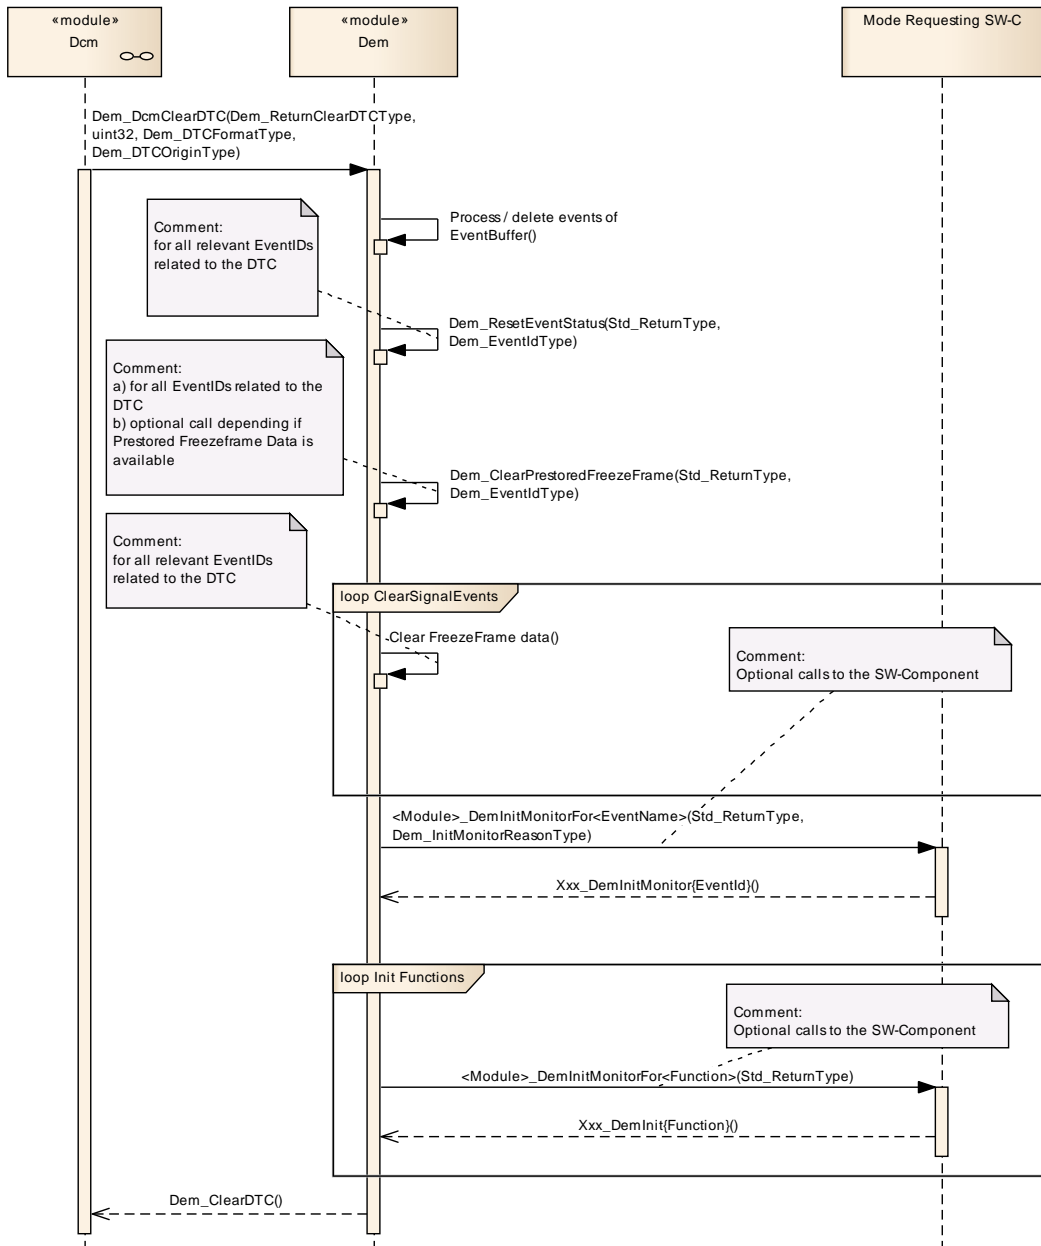 «module»
Dcm
«module»
Dem
Mode Requesting SW-C
Dem_DcmClearDTC(Dem_ReturnClearDTCType,
uint32, Dem_DTCFormatType,
Dem_DTCOriginType)
Process / delete events of
EventBuffer()
Comment:
for all relevant EventIDs
related to the DTC
Dem_ResetEventStatus(Std_ReturnType,
Dem_EventIdType)
Comment:
a) for all EventIDs related to the
DTC
b) optional call depending if
Prestored Freezeframe Data is
available
Dem_ClearPrestoredFreezeFrame(Std_ReturnType,
Dem_EventIdType)
Comment:
for all relevant EventIDs
related to the DTC
loop ClearSignalEvents
Clear FreezeFrame data()
Comment:
Optional calls to the SW-Component
<Module>_DemInitMonitorFor<EventName>(Std_ReturnType,
Dem_InitMonitorReasonType)
Xxx_DemInitMonitor{EventId}()
loop Init Functions
Comment:
Optional calls to the SW-Component
<Module>_DemInitMonitorFor<Function>(Std_ReturnType)
Xxx_DemInit{Function}()
Dem_ClearDTC()